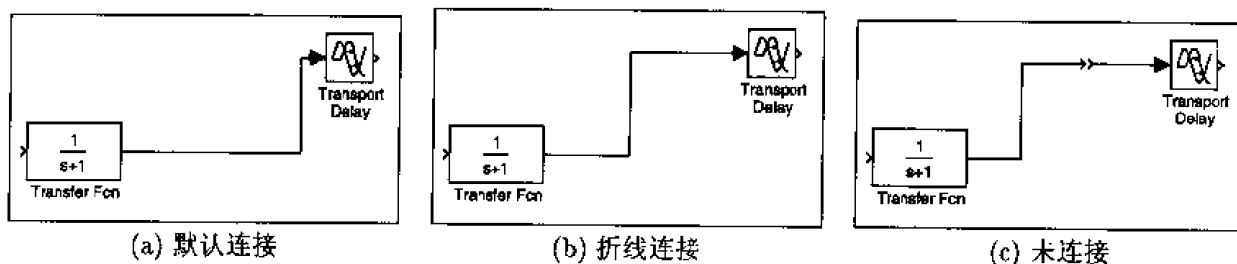 Transport
Delay
1
s+1
Transfer Fcn
(a) 默认连接
Transport
Delay
1
s+1
Transfer Fcn
(b) 折线连接
Transport
Delay
1
s+1
Transfer Fcn
(c) 未连接